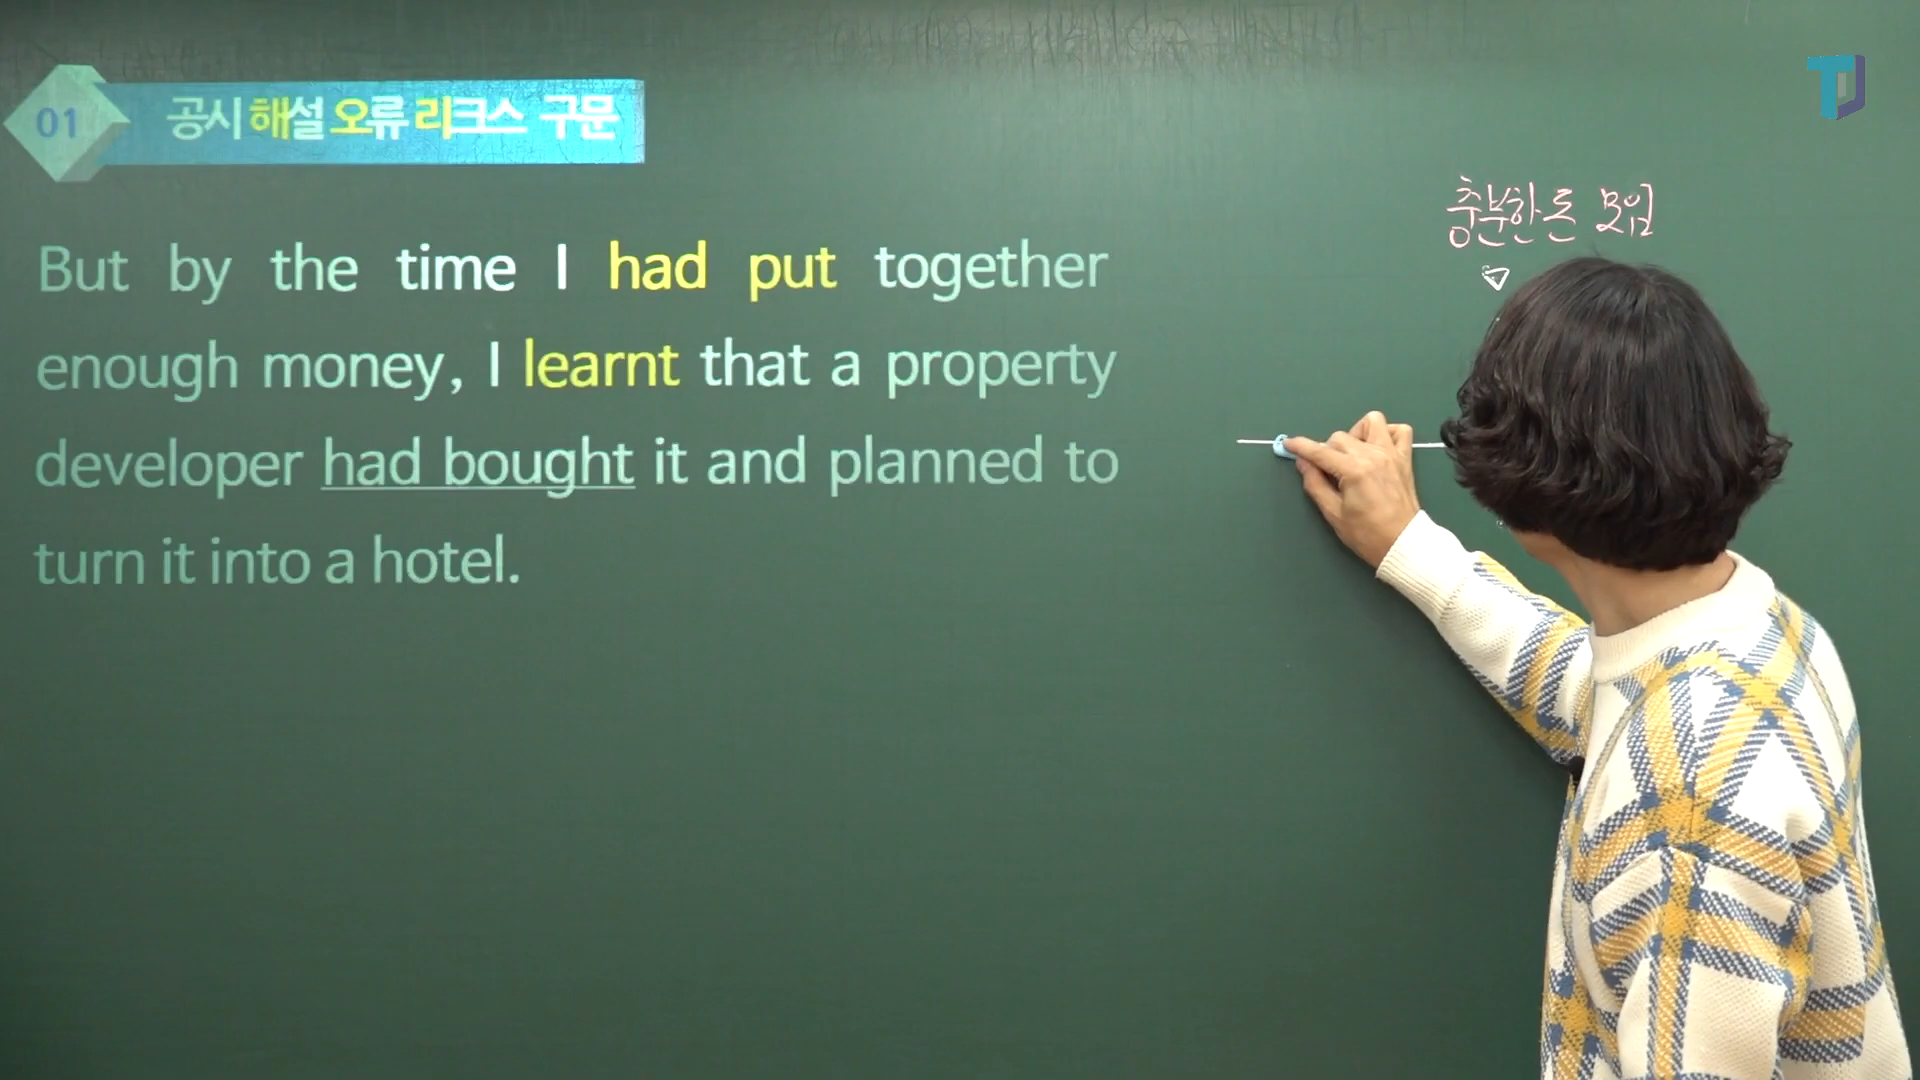 01 공시 해설 오류 리크스 구문
충분한 돈 모임
But by the time I had put together
enough money, I learnt that a property
developer had bought it and planned to
turn it into a hotel.